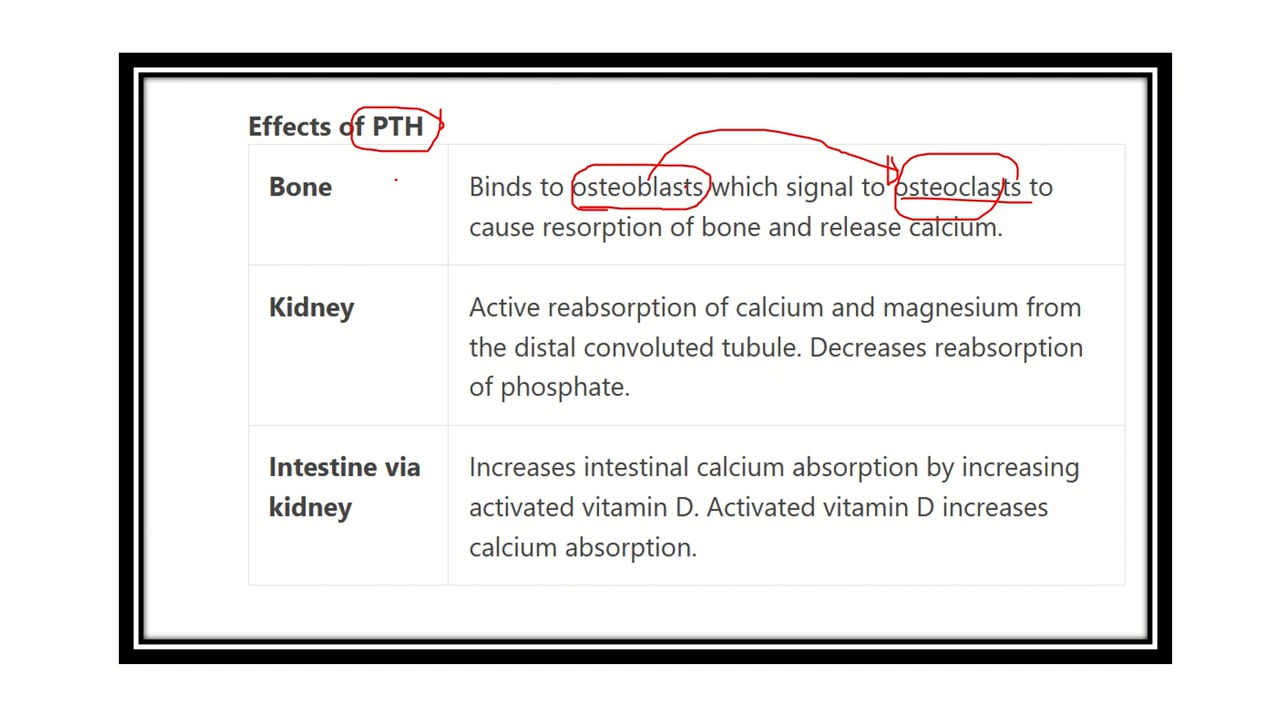 Effects of PTH
Bone
Binds to osteoblasts which signal to osteoclasts to
cause resorption of bone and release calcium.
Kidney
Active reabsorption of calcium and magnesium from
the distal convoluted tubule. Decreases reabsorption
of phosphate.
Intestine via
kidney
Increases intestinal calcium absorption by increasing
activated vitamin D. Activated vitamin D increases
calcium absorption.